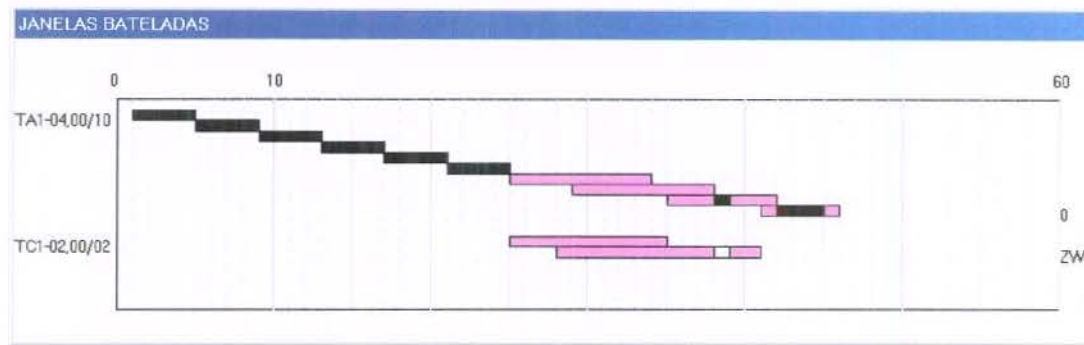 JANELAS BATELADAS
0 10 60
TA1-04,00/10
0
TC1-02,00/02
ZW